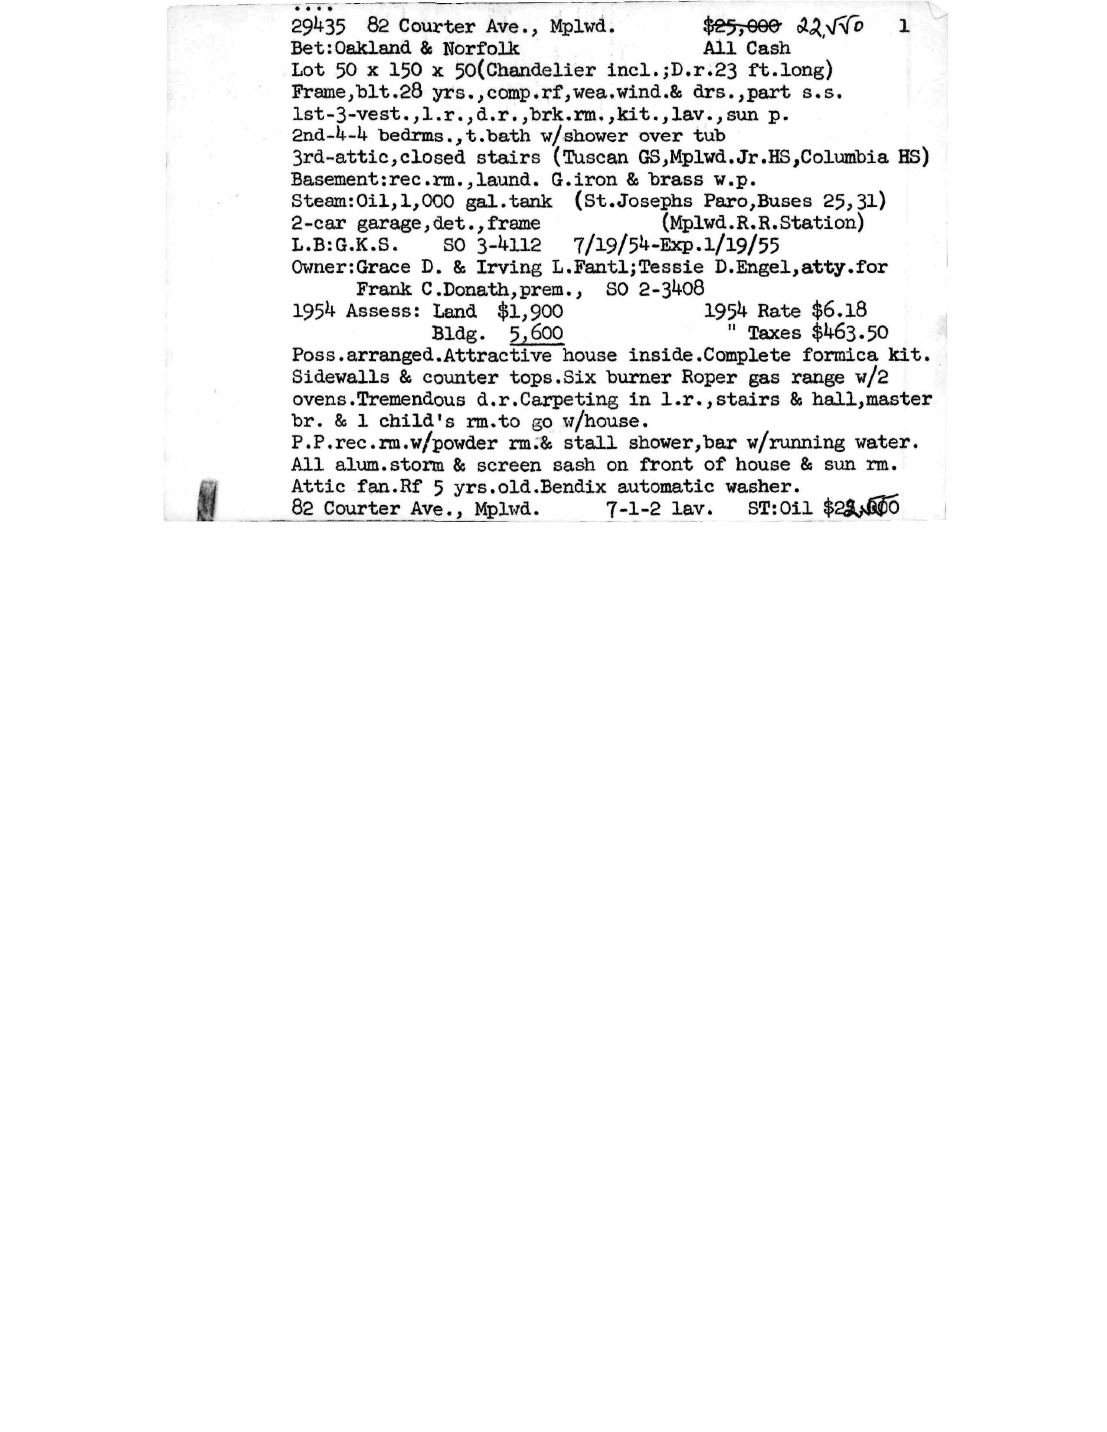 29435 82 Courter Ave., Mplwd. $25,000 22,550 1
Bet:Oakland & Norfolk All Cash
Lot 50 x 150 x 50(Chandelier incl.;D.r.23 ft.long)
Frame,blt.28 yrs.,comp.rf,wea.wind.& drs.,part s.s.
1st-3-vest.,l.r.,d.r.,brk.rm.,kit.,lav.,sun p.
2nd-4-4 bedrms.,t.bath w/shower over tub
3rd-attic,closed stairs (Tuscan GS,Mplwd.Jr.HS,Columbia HS)
Basement:rec.rm.,laund. G.iron & brass w.p.
Steam:Oil,1,000 gal.tank (St.Josephs Paro,Buses 25,31)
2-car garage,det.,frame (Mplwd.R.R.Station)
L.B:G.K.S. SO 3-4112 7/19/54-Exp.1/19/55
Owner:Grace D. & Irving L.Fantl;Tessie D.Engel,atty.for
Frank C.Donath,prem., SO 2-3408
1954 Assess: Land $1,900 1954 Rate $6.18
Bldg. 5,600 " Taxes $463.50
Poss.arranged.Attractive house inside.Complete formica kit.
Sidewalls & counter tops.Six burner Roper gas range w/2
ovens.Tremendous d.r.Carpeting in l.r.,stairs & hall,master
br. & 1 child's rm.to go w/house.
P.P.rec.rm.w/powder rm.& stall shower,bar w/running water.
All alum.storm & screen sash on front of house & sun rm.
Attic fan.Rf 5 yrs.old.Bendix automatic washer.
82 Courter Ave., Mplwd. 7-1-2 lav. ST:Oil